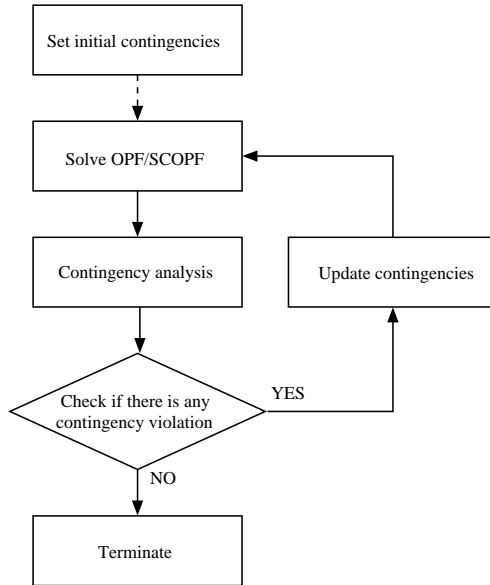 Set initial contingencies
Solve OPF/SCOPF
Contingency analysis
Update contingencies
Check if there is any
contingency violation
YES
NO
Terminate